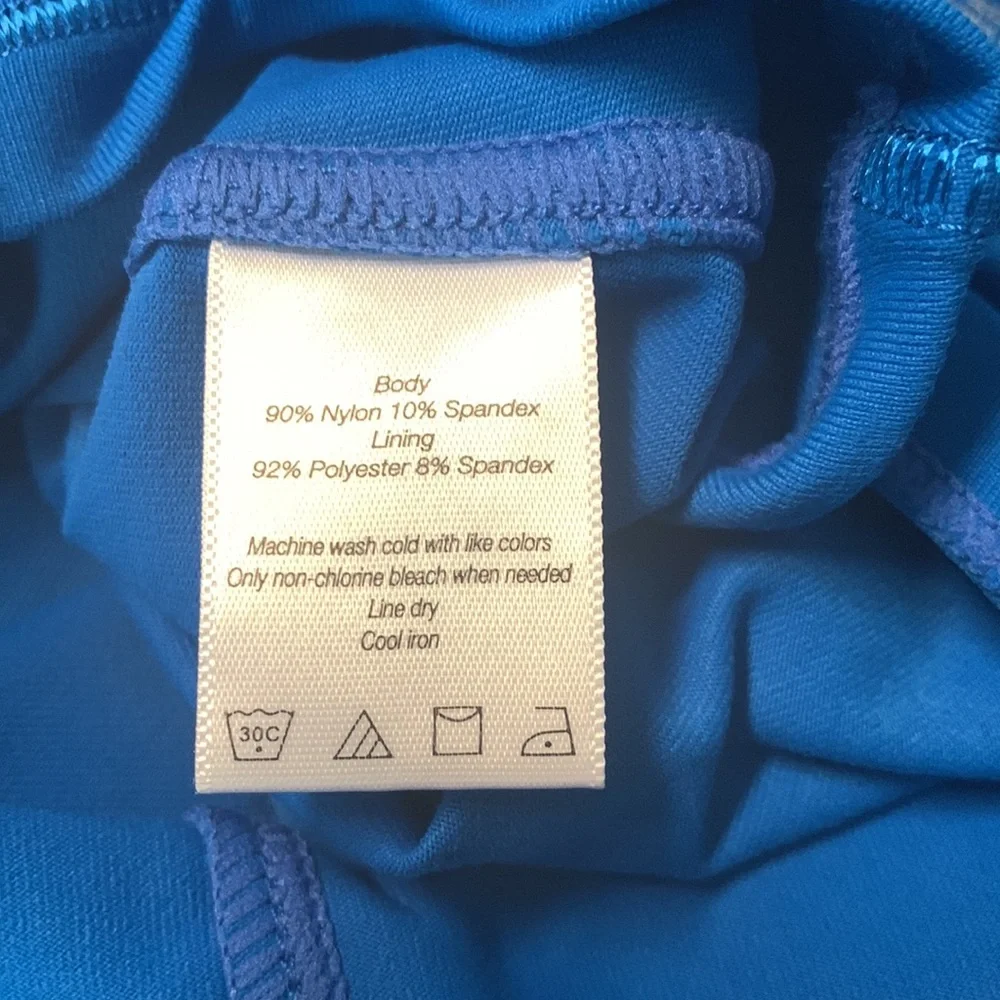 Body
90% Nylon 10% Spandex
Lining
92% Polyester 8% Spandex
Machine wash cold with like colors
Only non-chlorine bleach when needed
Line dry
Cool iron
30C